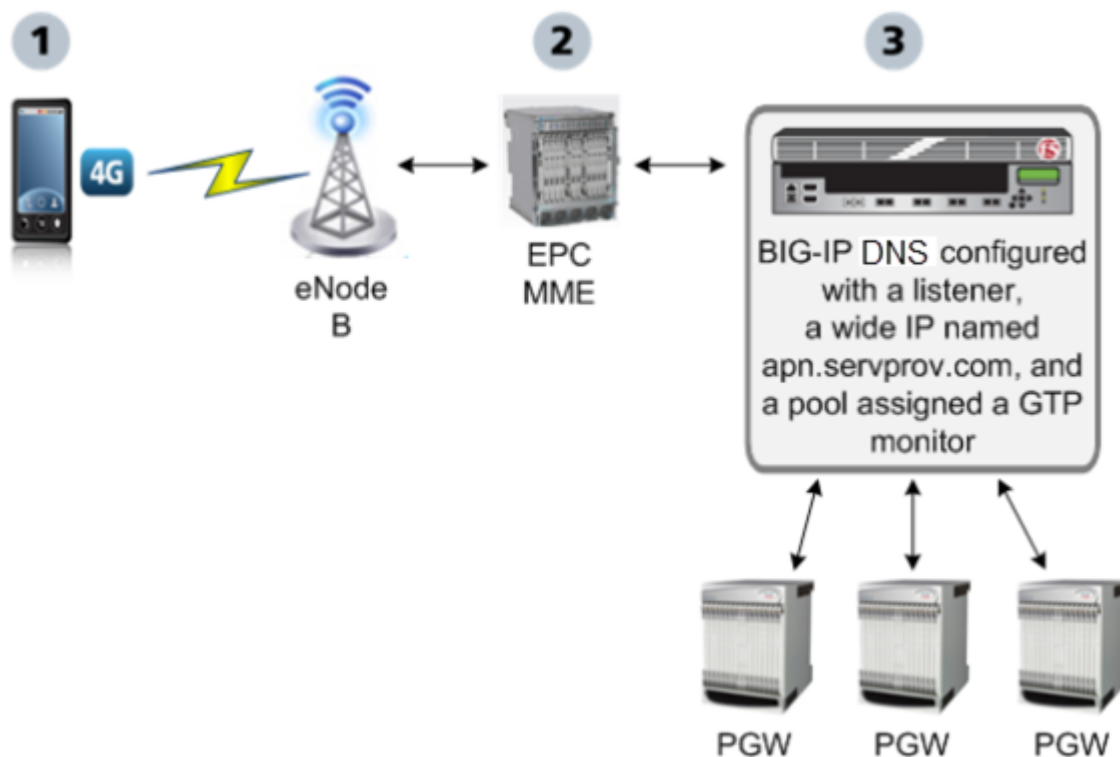 1
2
3
4G
f5
eNode
B
EPC
MME
BIG-IP DNS configured
with a listener,
a wide IP named
apn.servprov.com, and
a pool assigned a GTP
monitor
PGW
PGW
PGW